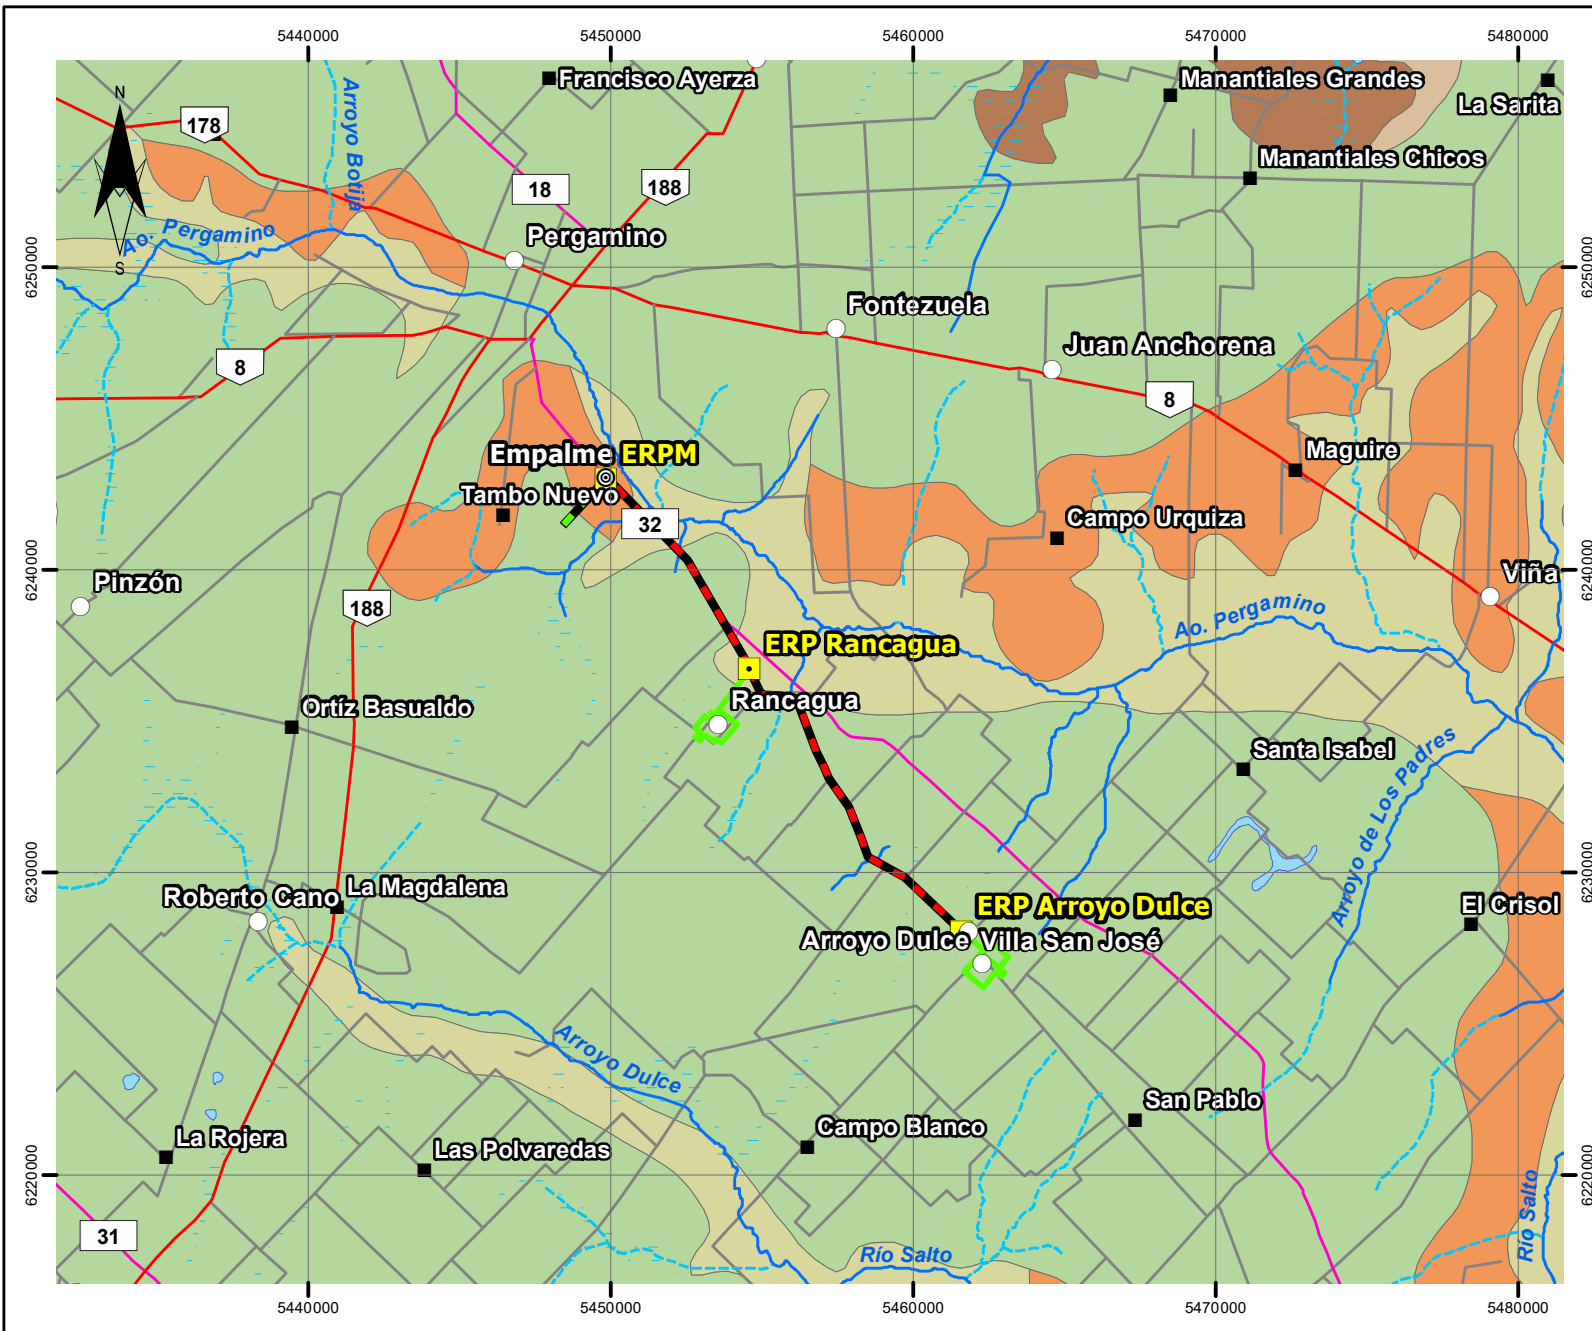 5440000
5450000
5460000
5470000
5480000
N
S
Francisco Ayerza
Manantiales Grandes
La Sarita
178
Arroyo Botija
18
188
Manantiales Chicos
Ao. Pergamino
Pergamino
6250000
6250000
Fontezuela
Juan Anchorena
8
8
Empalme
ERPM
Maguire
Tambo Nuevo
32
Campo Urquiza
6240000
6240000
Pinzón
Viña
188
Ao. Pergamino
ERP Rancagua
Rancagua
Ortíz Basualdo
Santa Isabel
Arroyo de Los Padres
6230000
6230000
Roberto Cano
La Magdalena
ERP Arroyo Dulce
El Crisol
Arroyo Dulce
Villa San José
Arroyo Dulce
San Pablo
La Rojera
Las Polvaredas
Campo Blanco
6220000
6220000
31
Río Salto
Río Salto
5440000
5450000
5460000
5470000
5480000